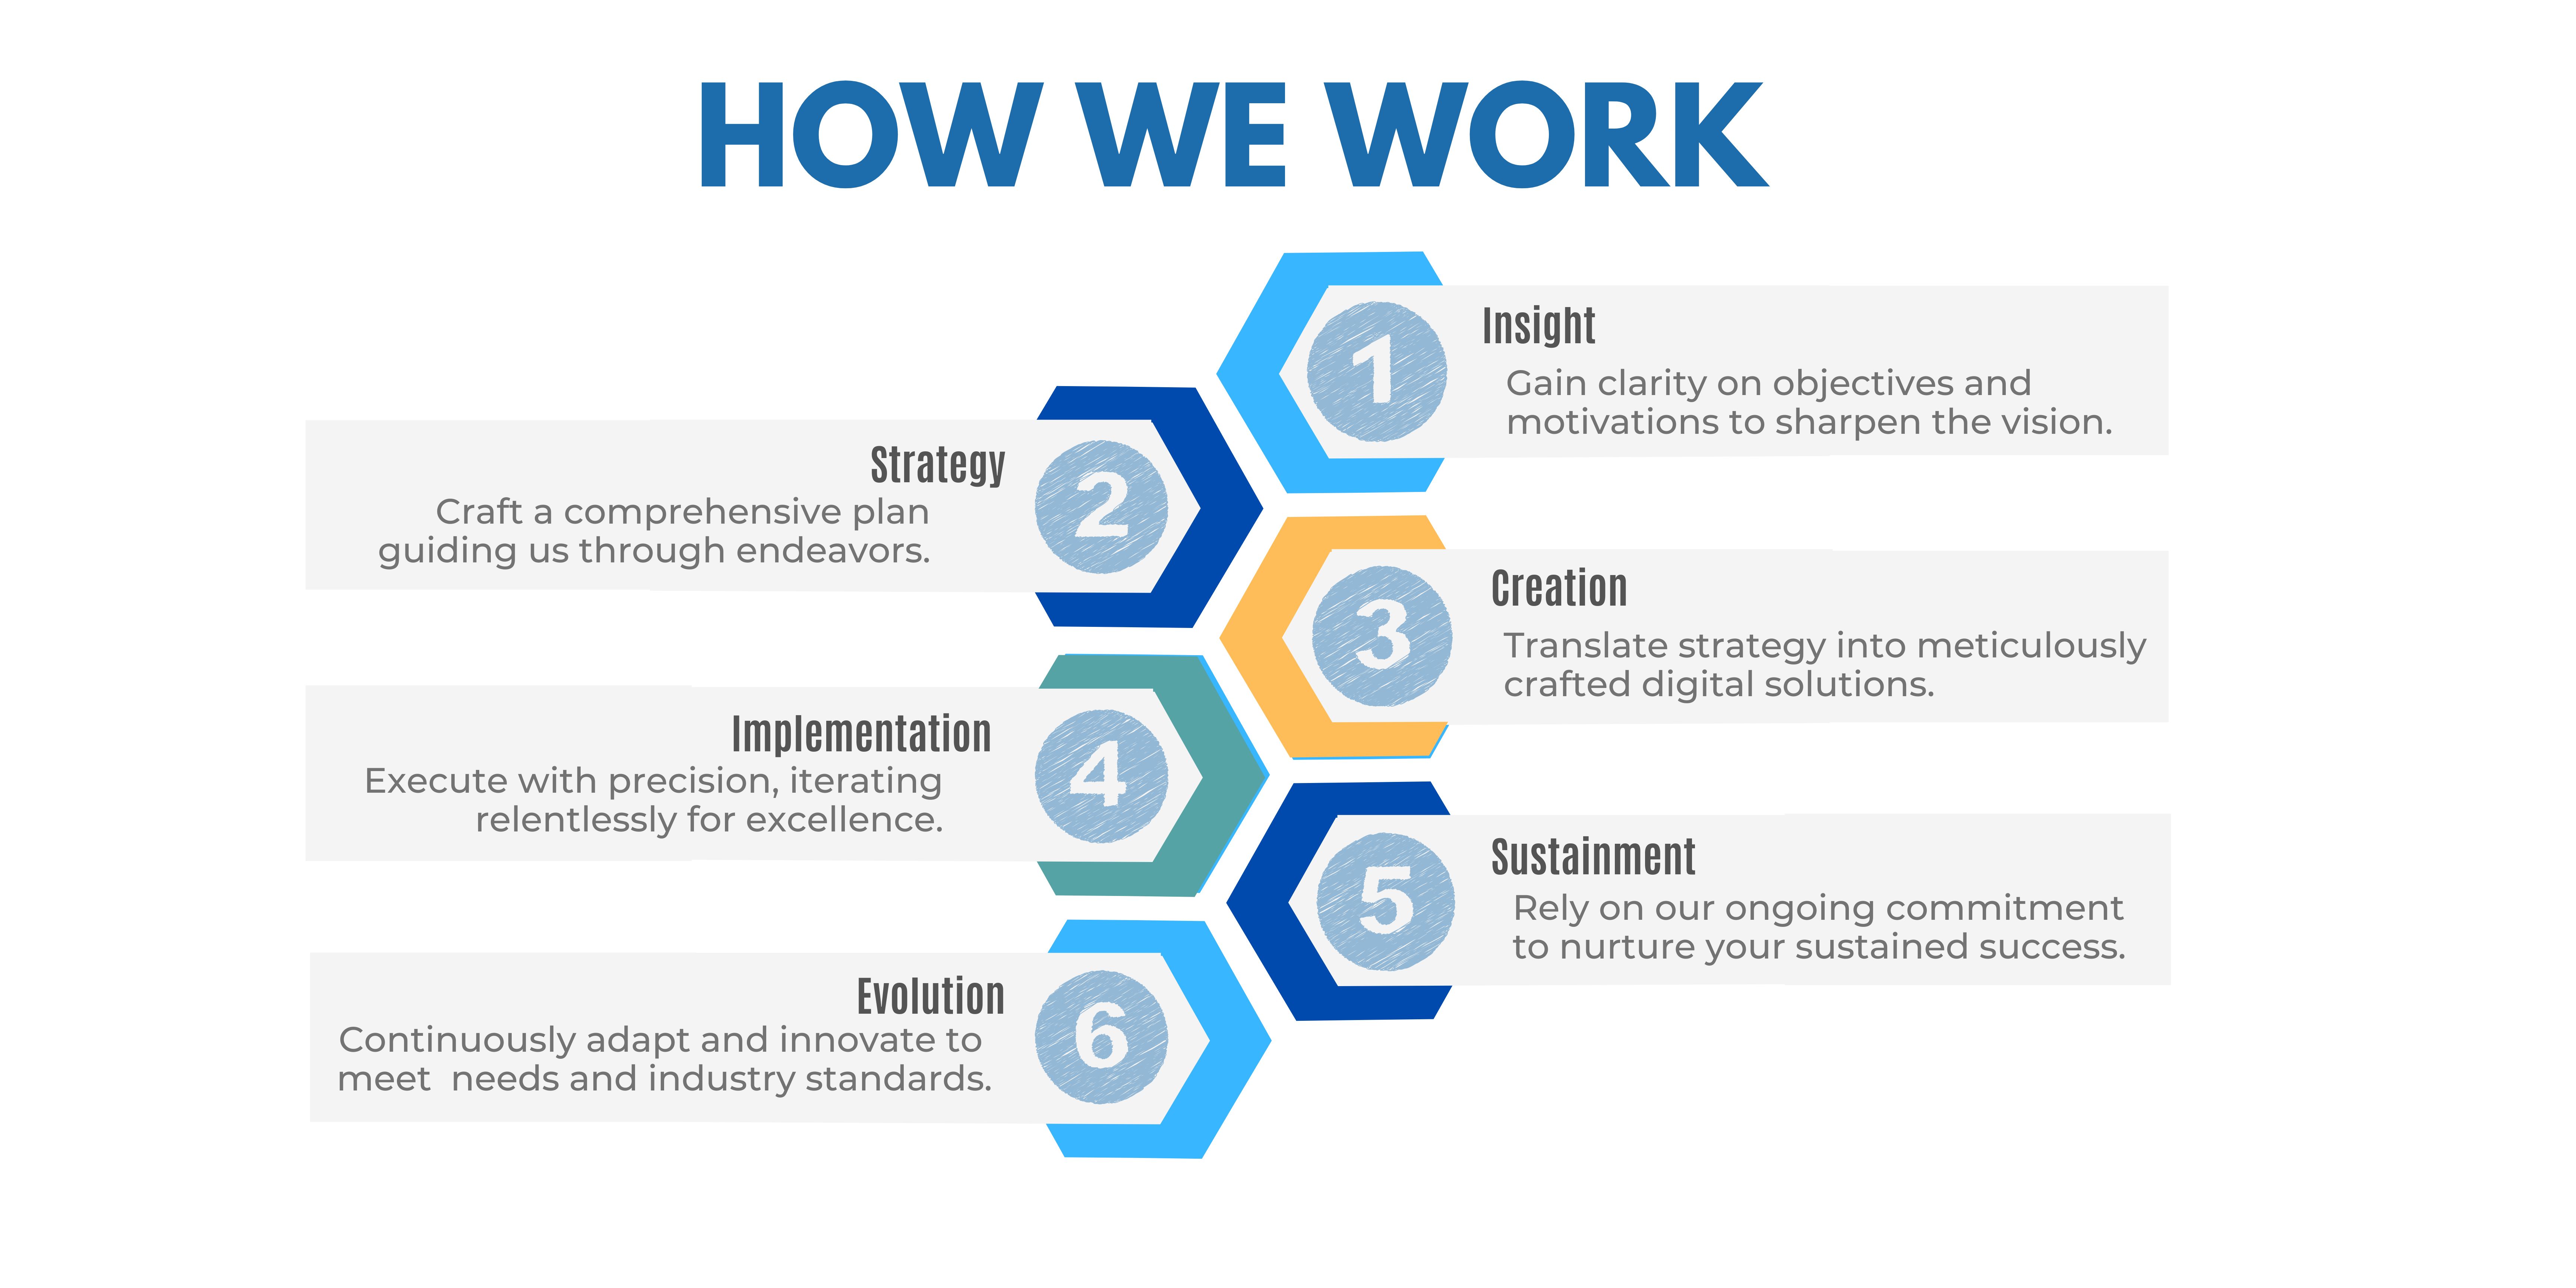 HOW WE WORK
1
Insight
Gain clarity on objectives and
motivations to sharpen the vision.
2
Strategy
Craft a comprehensive plan
guiding us through endeavors.
3
Creation
Translate strategy into meticulously
crafted digital solutions.
4
Implementation
Execute with precision, iterating
relentlessly for excellence.
5
Sustainment
Rely on our ongoing commitment
to nurture your sustained success.
6
Evolution
Continuously adapt and innovate to
meet  needs and industry standards.